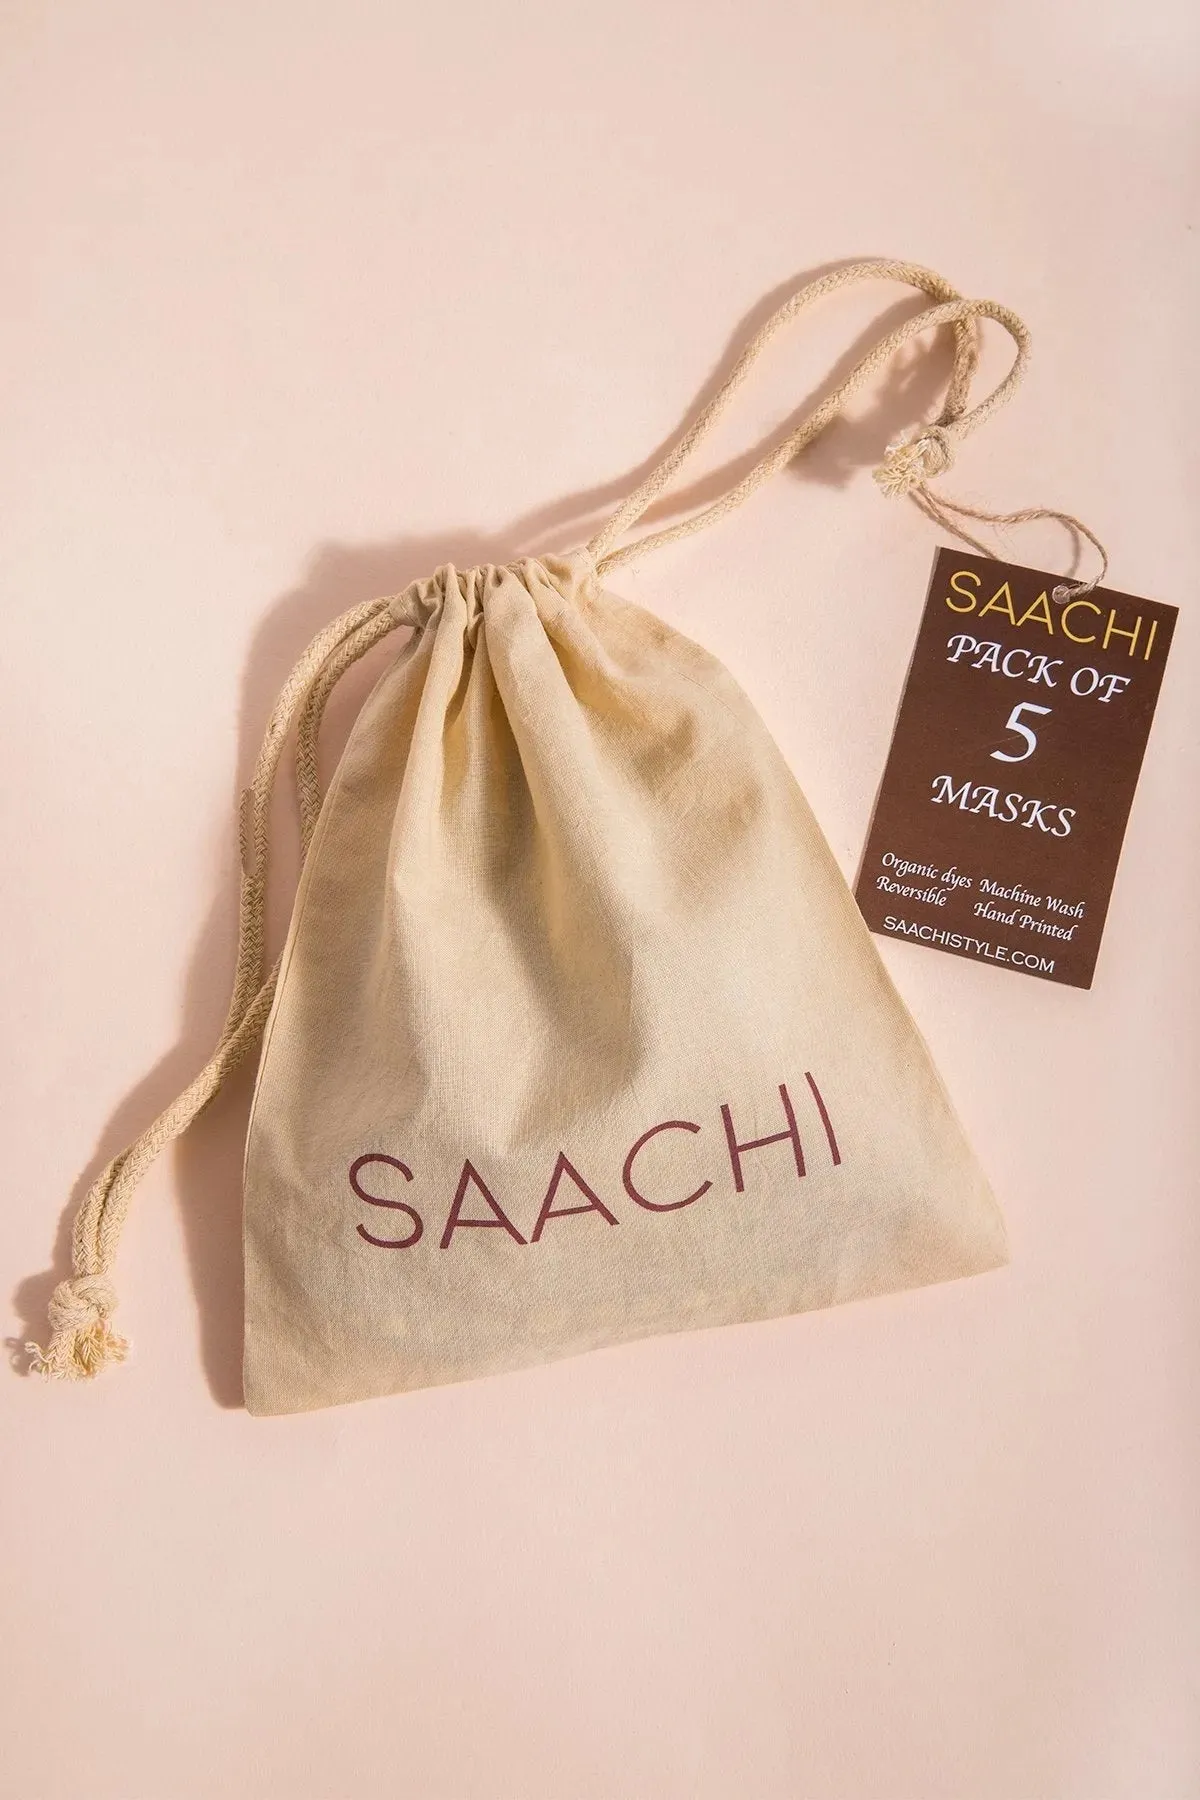 SAACHI
PACK OF
5
MASKS
Organic dyes Machine Wash
Reversible Hand Printed
SAACHISTYLE.COM
SAACHI